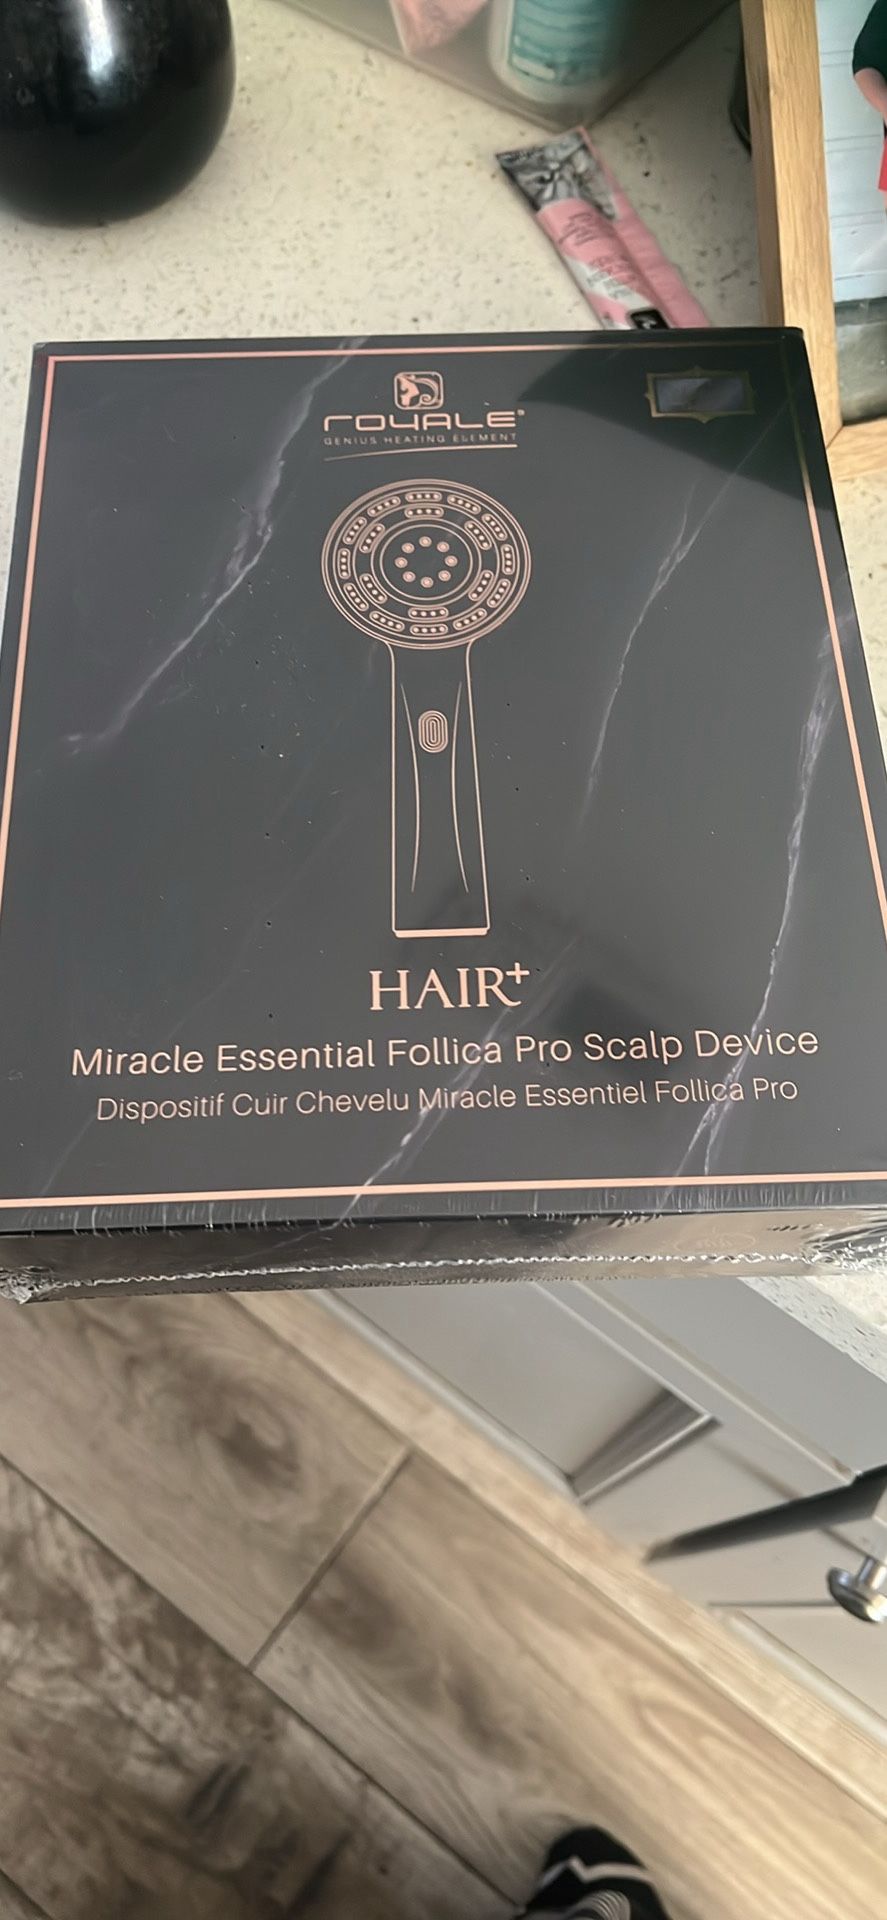 ROYALE®
GENIUS HEATING ELEMENT
HAIR+
Miracle Essential Follica Pro Scalp Device
Dispositif Cuir Chevelu Miracle Essentiel Follica Pro